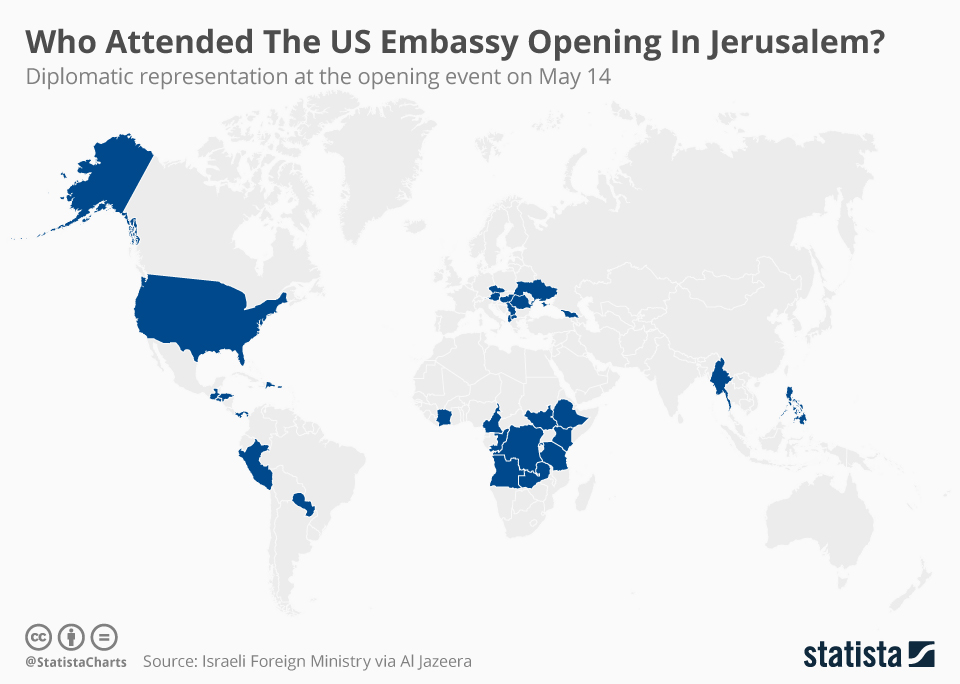 Who Attended The US Embassy Opening In Jerusalem?
Diplomatic representation at the opening event on May 14
cc
@StatistaCharts Source: Israeli Foreign Ministry via Al Jazeera
statista